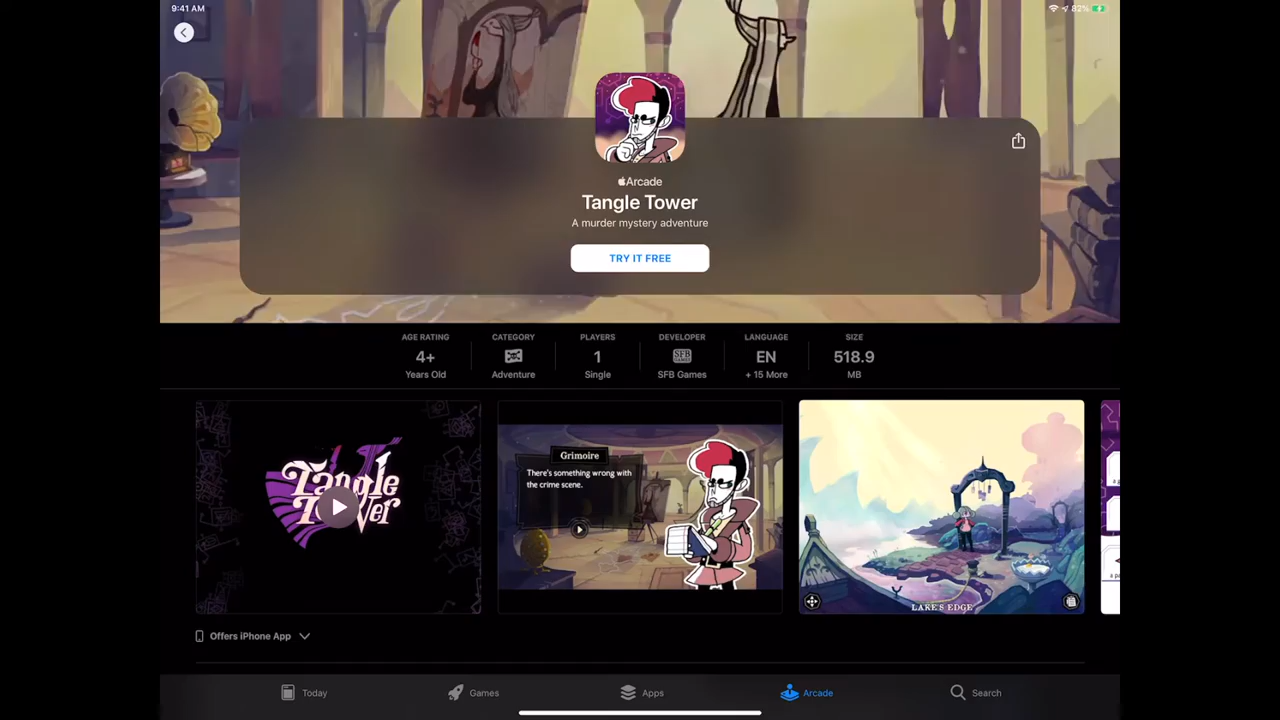 9:41 AM
82%
Arcade
Tangle Tower
A murder mystery adventure
TRY IT FREE
AGE RATING
4+
Years Old
CATEGORY
Adventure
PLAYERS
1
Single
DEVELOPER
SFB GAMES
SFB Games
LANGUAGE
EN
+ 15 More
SIZE
518.9
MB
Tangle
Tower
Grimoire
There's something wrong with
the crime scene.
LAKE'S EDGE
Offers iPhone App
Today
Games
Apps
Arcade
Search